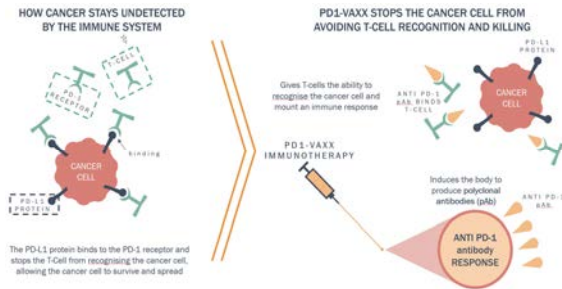 HOW CANCER STAYS UNDETECTED
BY THE IMMUNE SYSTEM
T-CELL
PD-1
RECEPTOR
CANCER
CELL
binding
PD-L1
PROTEIN
The PD-L1 protein binds to the PD-1 receptor and
stops the T-Cell from recognising the cancer cell,
allowing the cancer cell to survive and spread
PD1-VAXX STOPS THE CANCER CELL FROM
AVOIDING T-CELL RECOGNITION AND KILLING
PD-L1
PROTEIN
Gives T-cells the ability to
recognise the cancer cell and
mount an immune response
ANTI PD-1
pAb, BINDS
T-CELL
CANCER
CELL
PD1-VAXX
IMMUNOTHERAPY
Induces the body to
produce polyclonal
antibodies (pAb)
ANTI PD-1
pAb,
ANTI PD-1
antibody
RESPONSE